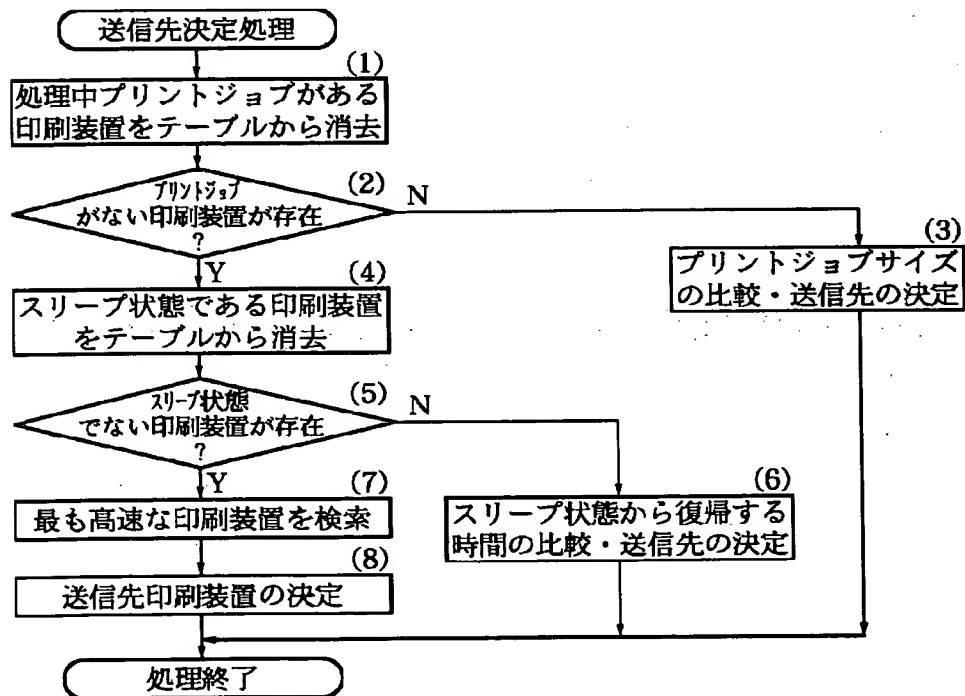 送信先決定処理
(1)
処理中プリントジョブがある
印刷装置をテーブルから消去
プリントジョブ
(2)
N
がない印刷装置が存在
?
Y
(3)
プリントジョブサイズ
の比較・送信先の決定
(4)
スリープ状態である印刷装置
をテーブルから消去
スリープ状態
(5)
N
でない印刷装置が存在
?
Y
(6)
スリープ状態から復帰する
時間の比較・送信先の決定
(7)
最も高速な印刷装置を検索
(8)
送信先印刷装置の決定
処理終了